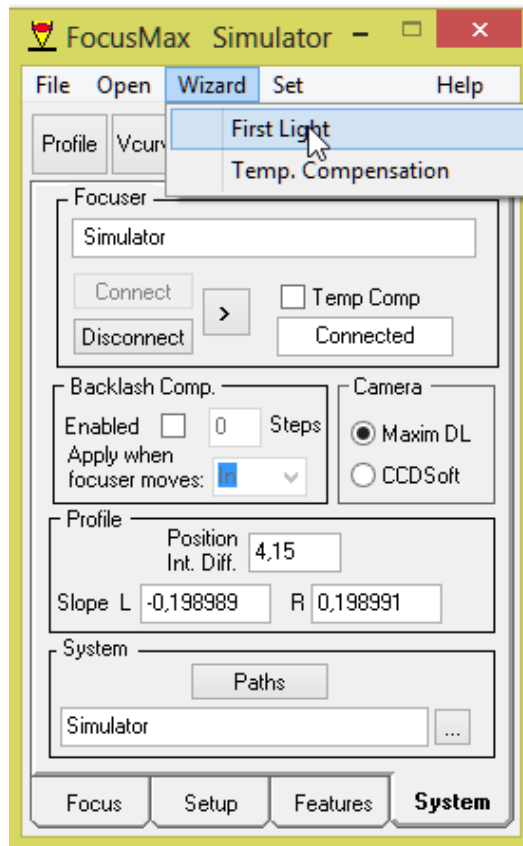 FocusMax Simulator
File Open Wizard Set Help
First Light
Temp. Compensation
Profile
Focuser
Simulator
Connect
>
Temp Comp
Disconnect
Connected
Backlash Comp.
Enabled 0 Steps
Apply when
focuser moves: In
Camera
Maxim DL
CCDSoft
Profile
Position
Int. Diff. 4,15
Slope L -0,198989 R 0,198991
System
Paths
Simulator ...
Focus Setup Features System